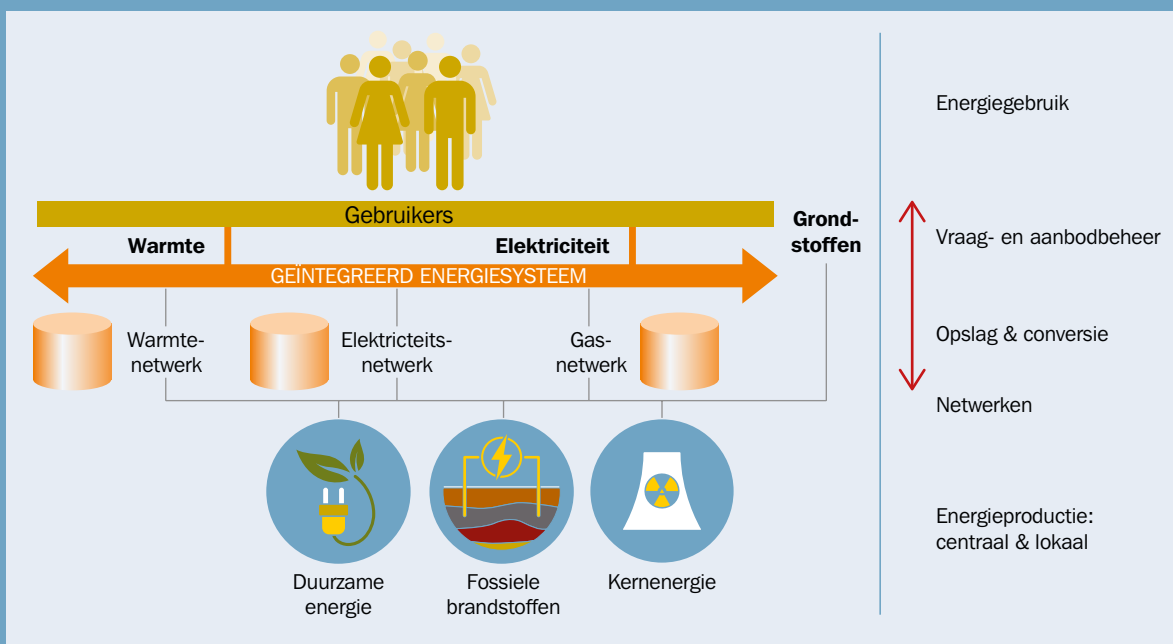 Gebruikers
Warmte
Elektriciteit
Grond-
stoffen
GEÏNTEGREERD ENERGIESYSTEEM
Warmte-
netwerk
Elektriciteits-
netwerk
Gas-
netwerk
Duurzame
energie
Fossiele
brandstoffen
Kernenergie
Energiegebruik
Vraag- en aanbodbeheer
Opslag & conversie
Netwerken
Energieproductie:
centraal & lokaal